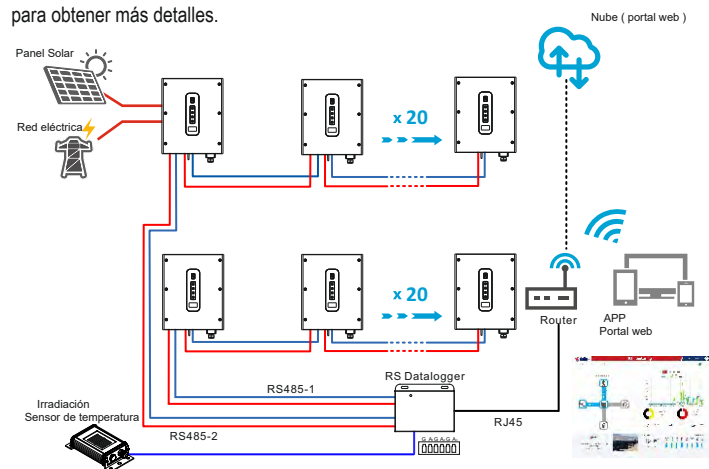 para obtener más detalles.
Nube ( portal web )
Panel Solar
Red eléctrica
x 20
x 20
Router
APP
Portal web
RS Datalogger
RS485-1
RJ45
Irradiación
Sensor de temperatura
RS485-2